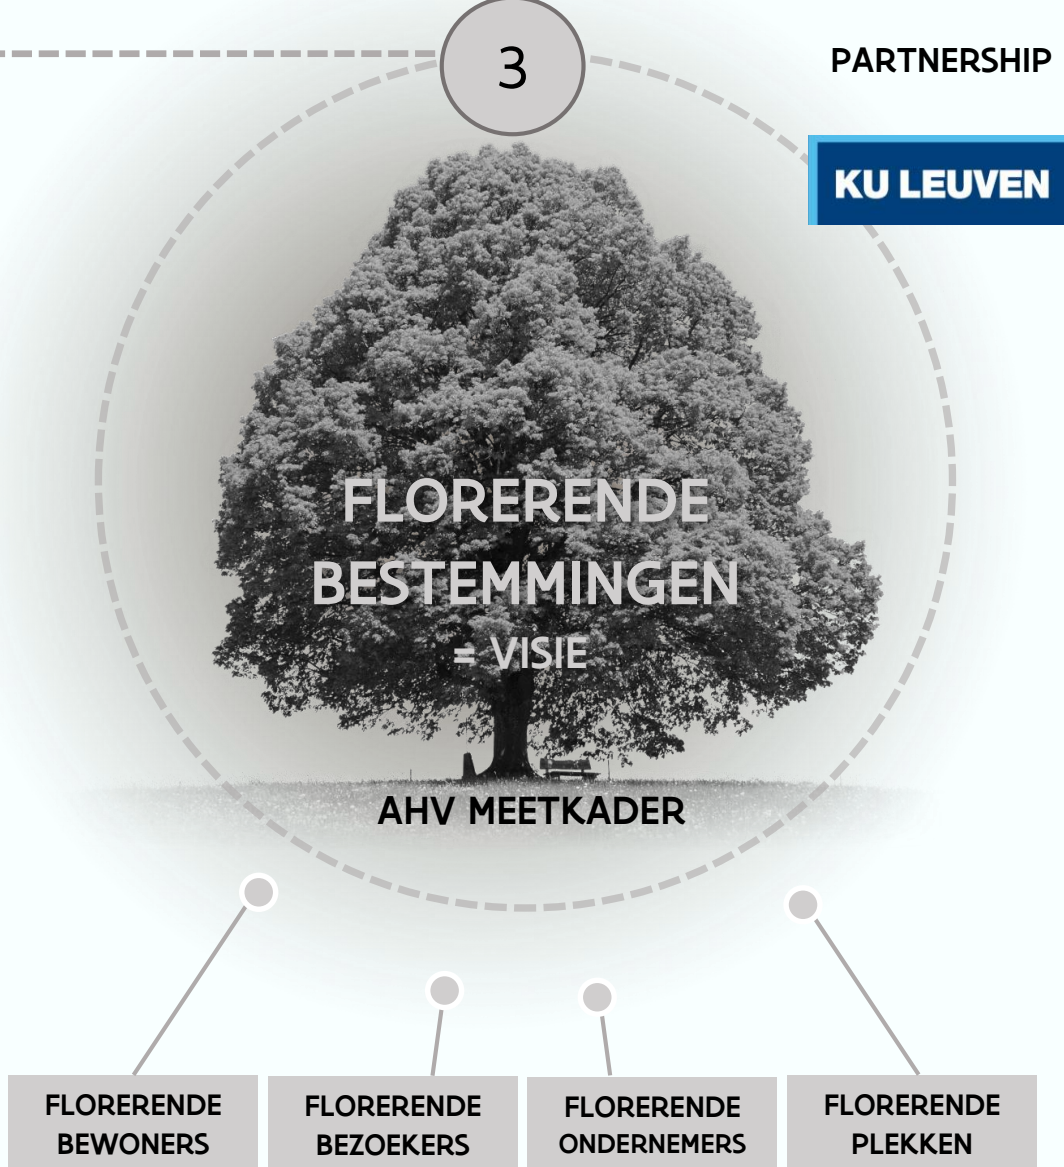 3
PARTNERSHIP
KU LEUVEN
FLORERENDE
BESTEMMINGEN
= VISIE
AHV MEETKADER
FLORERENDE
BEWONERS
FLORERENDE
BEZOEKERS
FLORERENDE
ONDERNEMERS
FLORERENDE
PLEKKEN